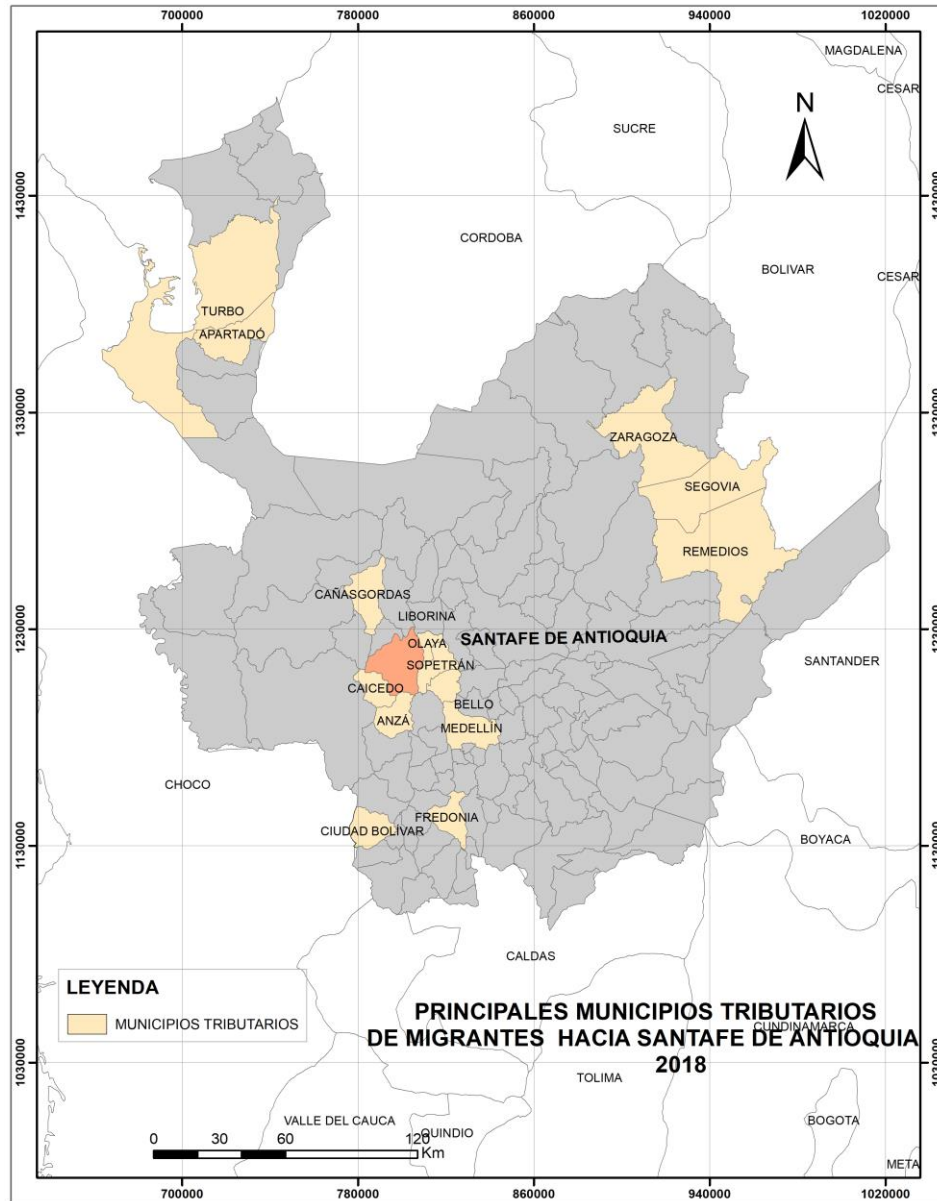 700000 780000 860000 940000 1020000
MAGDALENA
CESAR
N
SUCRE
1430000 1430000
CORDOBA
BOLIVAR
CESAR
TURBO
APARTADÓ
1330000 1330000
ZARAGOZA
SEGOVIA
REMEDIOS
CAÑASGORDAS
LIBORINA
1230000 1230000
SANTAFE DE ANTIOQUIA
OLAYA
SOPETRÁN
SANTANDER
CAICEDO
BELLO
ANZÁ
MEDELLÍN
CHOCO
FREDONIA
CIUDAD BOLÍVAR
BOYACA
1130000 1130000
CALDAS
LEYENDA
MUNICIPIOS TRIBUTARIOS
PRINCIPALES MUNICIPIOS TRIBUTARIOS
CUNDINAMARCA
DE MIGRANTES HACIA SANTAFE DE ANTIOQUIA
2018
1030000 1030000
TOLIMA
VALLE DEL CAUCA
QUINDIO
BOGOTA
0 30 60 120
Km
META
700000 780000 860000 940000 1020000